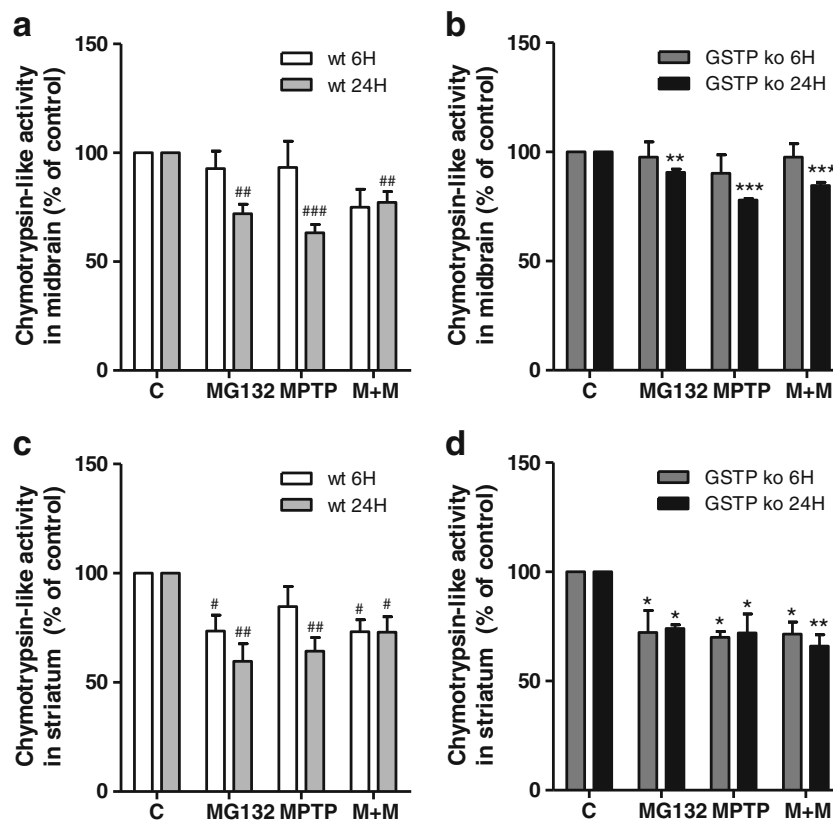 a
Chymotrypsin-like activity
in midbrain (% of control)
150
100
50
0
wt 6H
wt 24H
##
###
##
C MG132 MPTP M+M
b
Chymotrypsin-like activity
in midbrain (% of control)
150
100
50
0
GSTP ko 6H
GSTP ko 24H
**
***
***
C MG132 MPTP M+M
c
Chymotrypsin-like activity
in striatum (% of control)
150
100
50
0
wt 6H
wt 24H
# ## ## # #
C MG132 MPTP M+M
d
Chymotrypsin-like activity
in striatum (% of control)
150
100
50
0
GSTP ko 6H
GSTP ko 24H
* * * * * **
C MG132 MPTP M+M